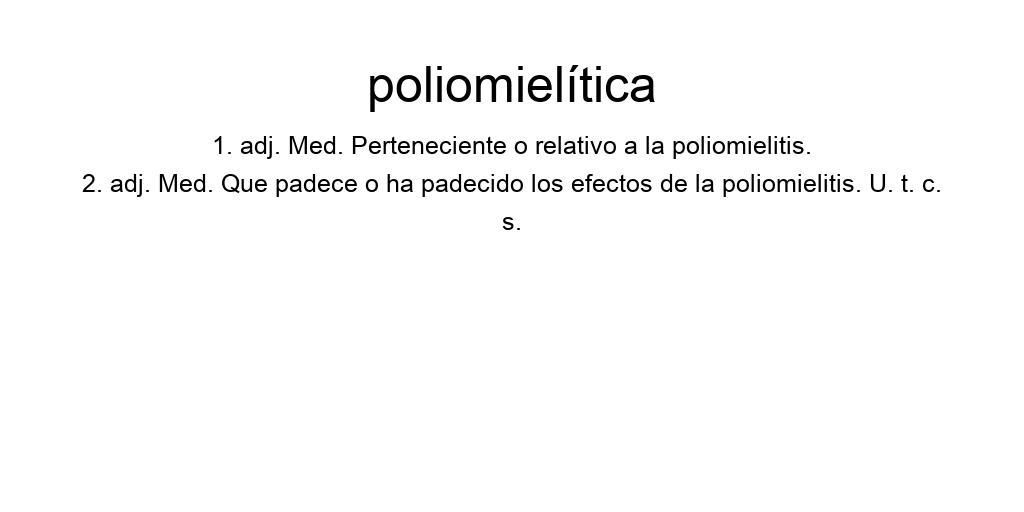 poliomielítica
1. adj. Med. Perteneciente o relativo a la poliomielitis.
2. adj. Med. Que padece o ha padecido los efectos de la poliomielitis. U. t. c.
s.